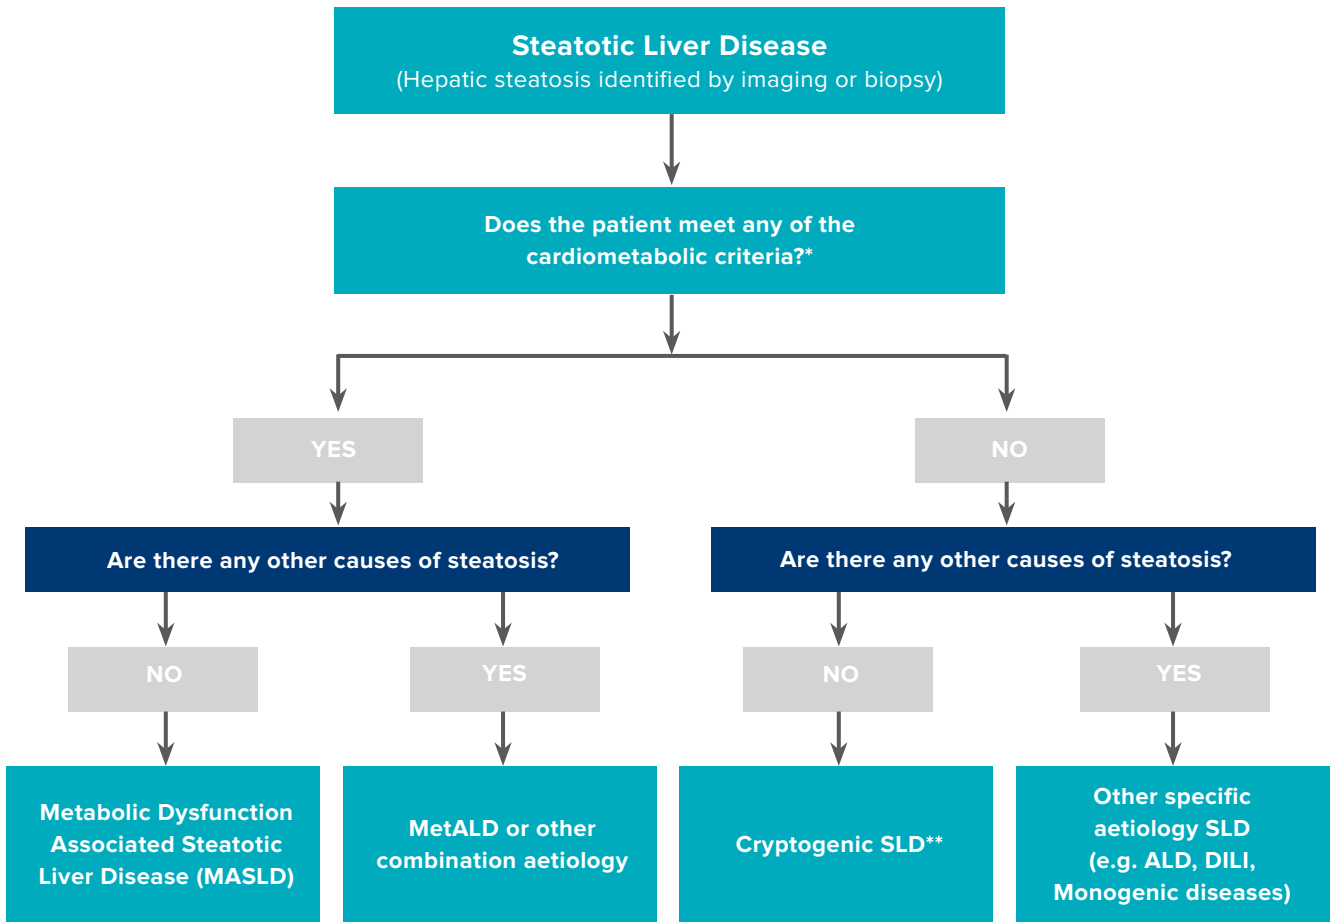 Steatotic Liver Disease
(Hepatic steatosis identified by imaging or biopsy)
Does the patient meet any of the
cardiometabolic criteria?*
YES
NO
Are there any other causes of steatosis?
Are there any other causes of steatosis?
NO
YES
NO
YES
Metabolic Dysfunction
Associated Steatotic
Liver Disease (MASLD)
MetALD or other
combination aetiology
Cryptogenic SLD**
Other specific
aetiology SLD
(e.g. ALD, DILI,
Monogenic diseases)